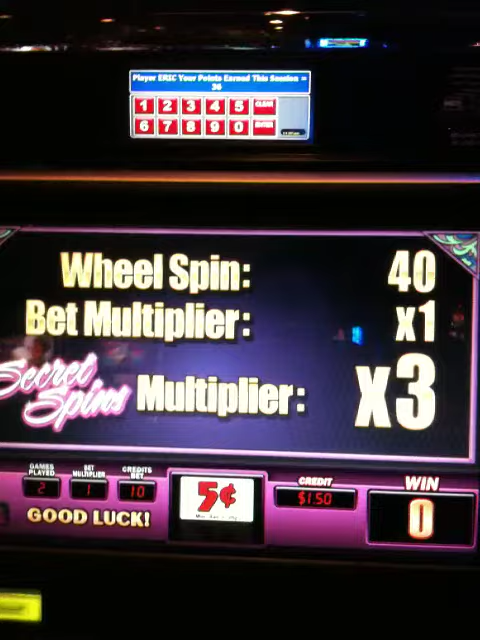 Player ERIC Your Points Earned This Session =
36
1 2 3 4 5 CLEAR
6 7 8 9 0 ENTER
Wheel Spin: 40
Bet Multiplier: x1
Secret Spins Multiplier: x3
GAMES PLAYED BET MULTIPLIER CREDITS BET
2 1 10
GOOD LUCK!
5¢
CREDIT
$1.50
WIN
0